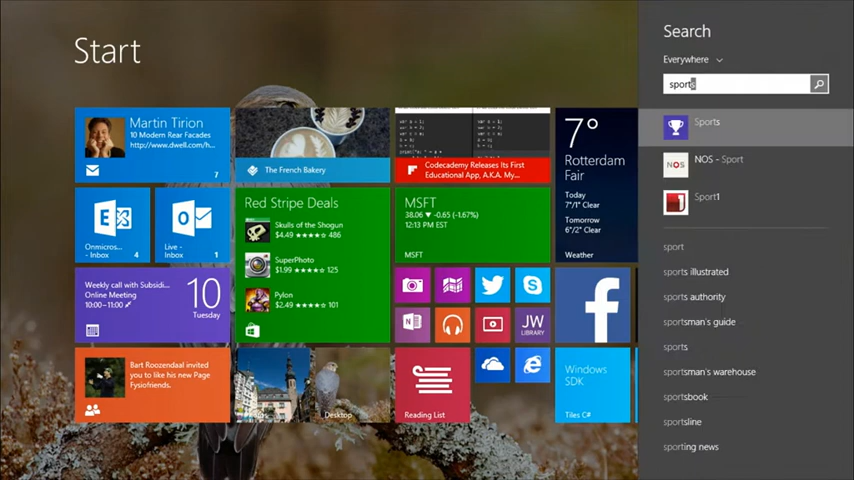 Start
Search
Everywhere
sports
Sports
NOS - Sport
NOS
Sport1
sport
sports illustrated
sports authority
sportsman's guide
sports
sportsman's warehouse
sportsbook
sportsline
sporting news
Martin Tirion
10 Modern Rear Facades
http://www.dwell.com/h...
7
The French Bakery
Codecademy Releases Its First
Educational App, A.K.A. My...
7°
Rotterdam
Fair
Today
7°/1° Clear
Tomorrow
6°/2° Clear
Weather
Onmicros...
- Inbox
4
Live -
Inbox
1
Red Stripe Deals
Skulls of the Shogun
$4.49 ★★★★☆ 486
SuperPhoto
$1.99 ★★★★☆ 125
Pylon
$2.49 ★★★★☆ 101
MSFT
38.06 ▼ -0.65 (-1.67%)
12:13 PM EST
MSFT
Weekly call with Subsidi...
Online Meeting
10:00–11:00
10
Tuesday
JW
LIBRARY
Bart Roozendaal invited
you to like his new Page
Fysiofriends.
Desktop
Reading List
Windows
SDK
Tiles C#